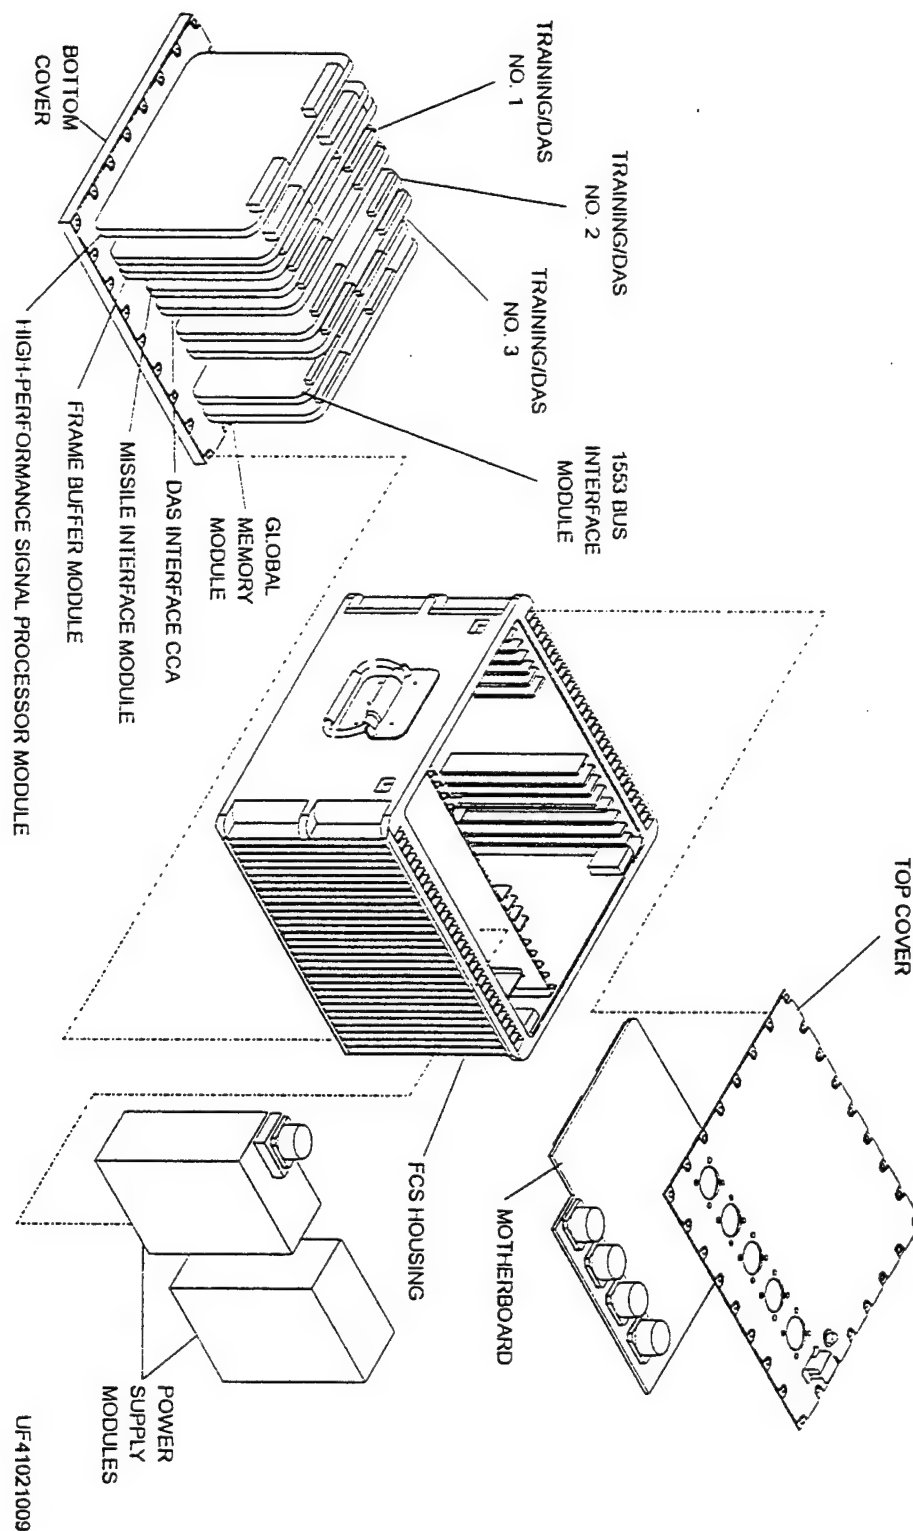 TRAINING/DAS
NO. 1
TRAINING/DAS
NO. 2
TRAINING/DAS
NO. 3
1553 BUS
INTERFACE
MODULE
TOP COVER
BOTTOM
COVER
GLOBAL
MEMORY
MODULE
DAS INTERFACE CCA
MISSILE INTERFACE MODULE
FRAME BUFFER MODULE
HIGH-PERFORMANCE SIGNAL PROCESSOR MODULE
FCS HOUSING
MOTHERBOARD
POWER
SUPPLY
MODULES
UF41021009